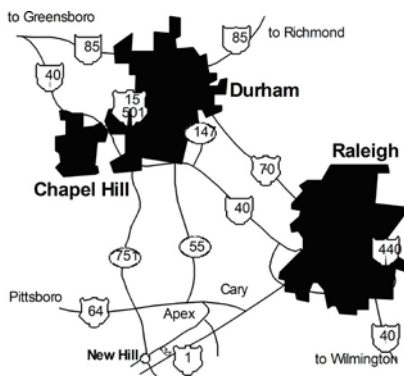 to Greensboro
85
85
to Richmond
40
15
501
Durham
147
Raleigh
Chapel Hill
70
40
440
751
55
Pittsboro
Cary
64
Apex
New Hill
1
40
to Wilmington